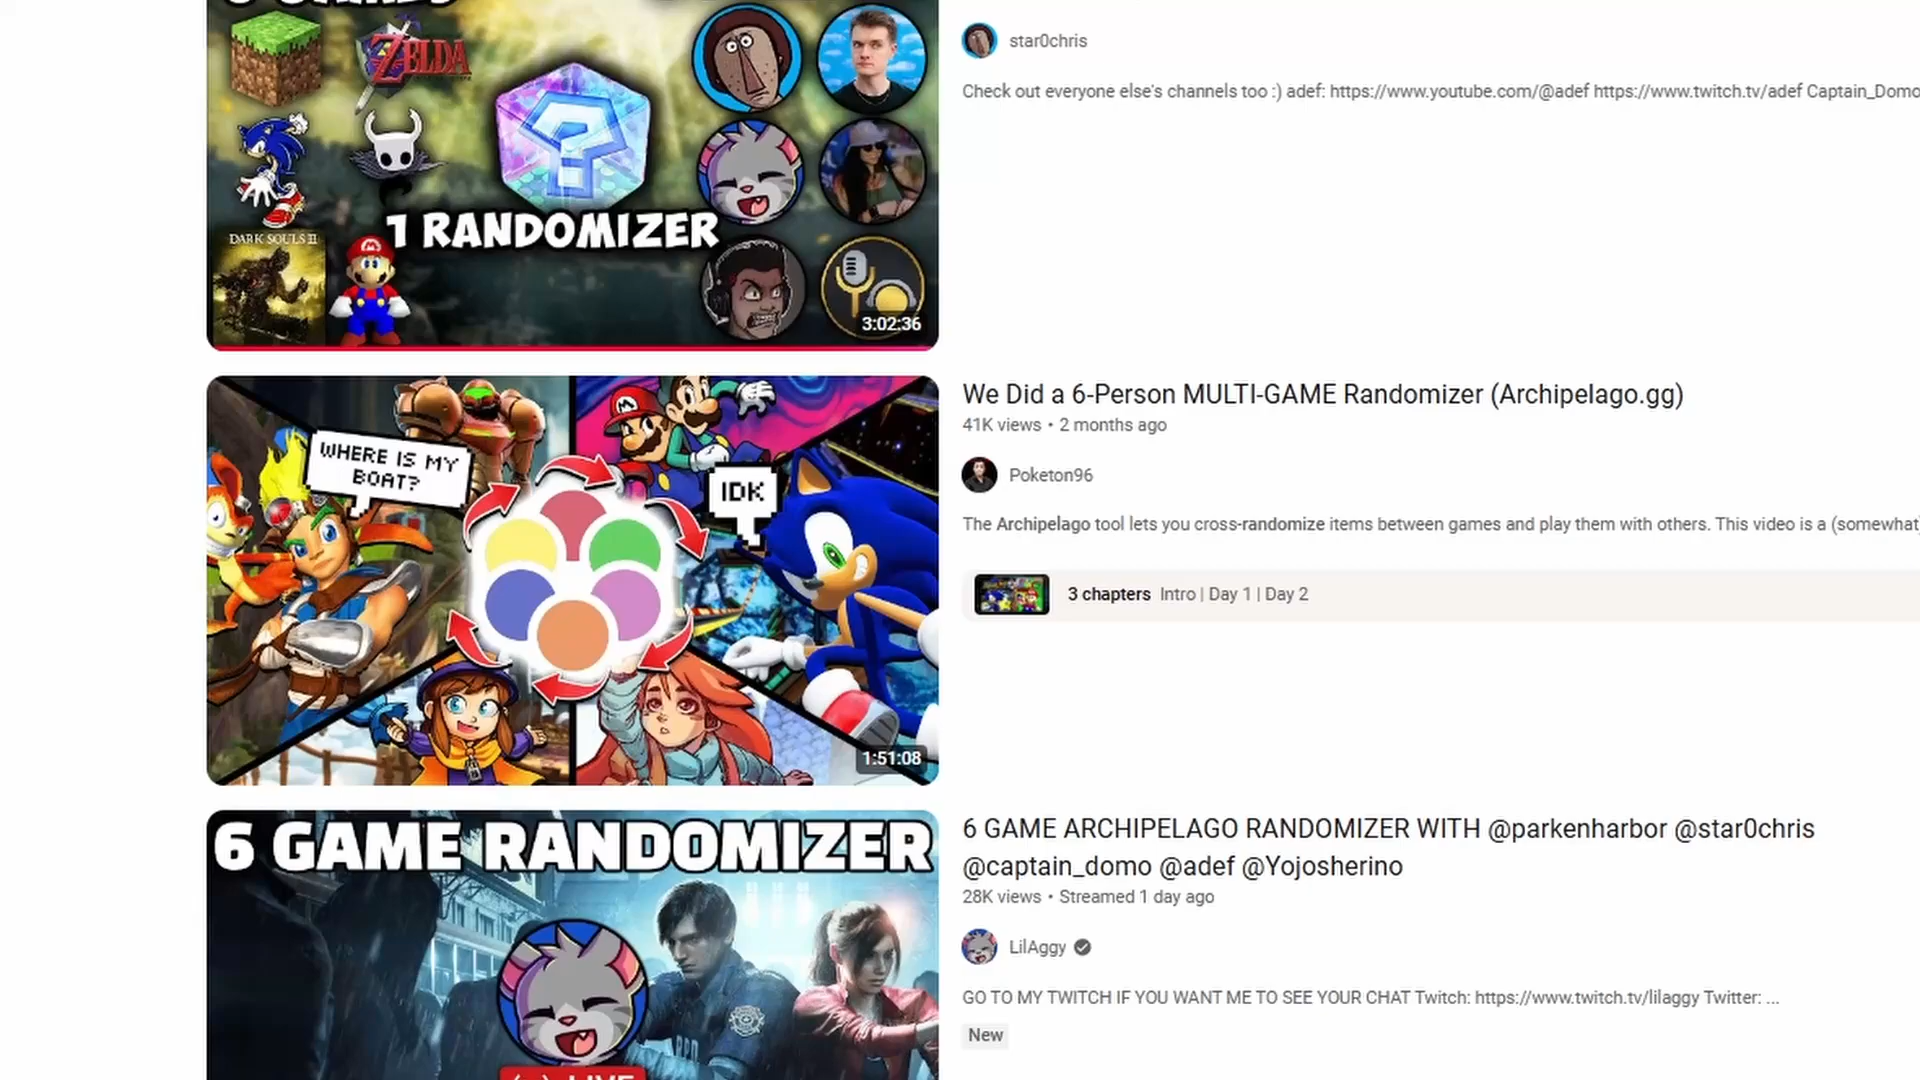 star0chris
Check out everyone else's channels too :) adef: https://www.youtube.com/@adef https://www.twitch.tv/adef Captain_Domo
ZELDA
DARK SOULS III
1 RANDOMIZER
3:02:36
We Did a 6-Person MULTI-GAME Randomizer (Archipelago.gg)
41K views • 2 months ago
Poketon96
The Archipelago tool lets you cross-randomize items between games and play them with others. This video is a (somewhat)
3 chapters Intro | Day 1 | Day 2
WHERE IS MY
BOAT?
IDK
1:51:08
6 GAME RANDOMIZER
LIVE
6 GAME ARCHIPELAGO RANDOMIZER WITH @parkenharbor @star0chris
@captain_domo @adef @Yojosherino
28K views • Streamed 1 day ago
LilAggy
GO TO MY TWITCH IF YOU WANT ME TO SEE YOUR CHAT Twitch: https://www.twitch.tv/lilaggy Twitter: ...
New